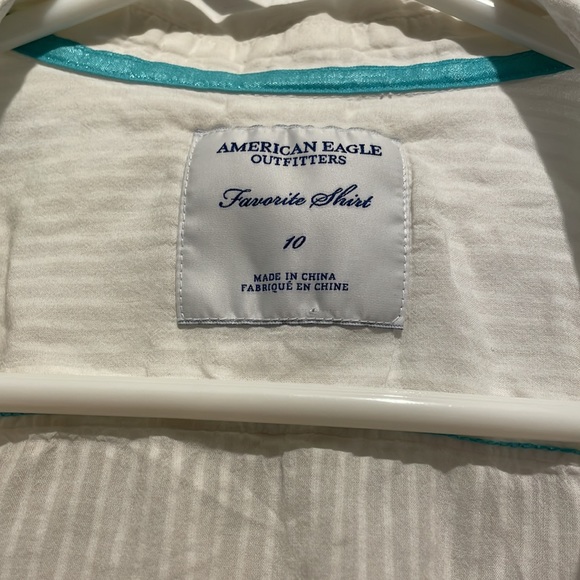 AMERICAN EAGLE
OUTFITTERS
Favorite Shirt
10
MADE IN CHINA
FABRIQUÉ EN CHINE